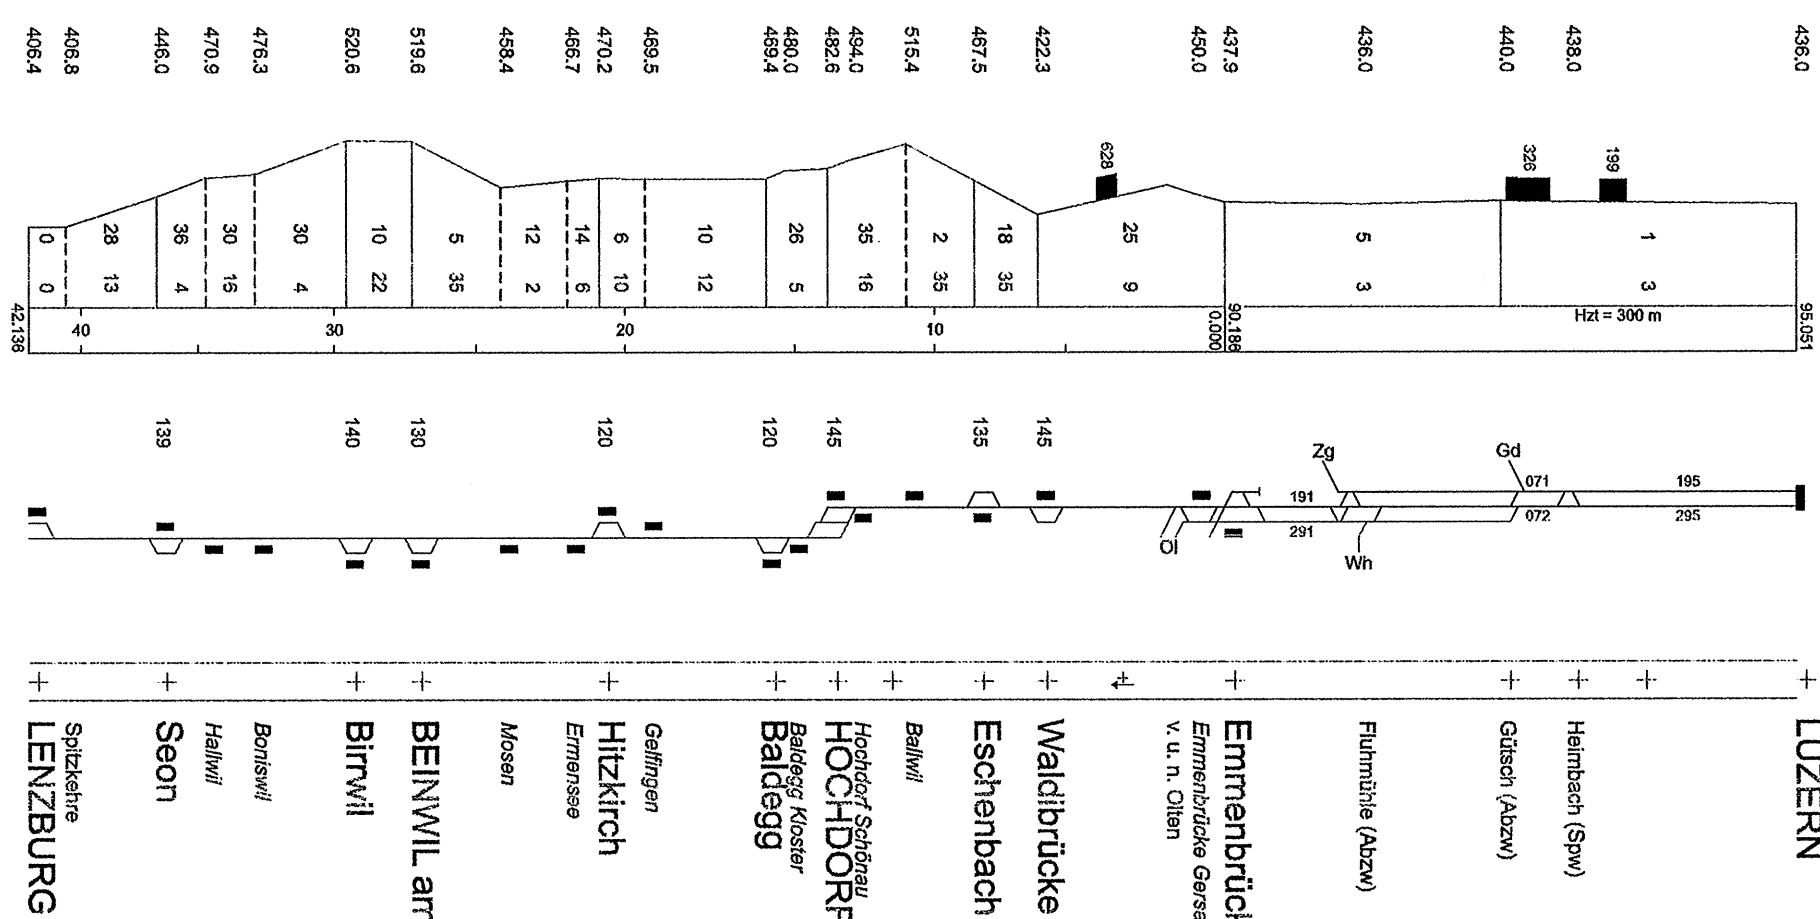 406.4
406.8
446.0
470.9
476.3
520.6
519.6
458.4
466.7
470.2
469.5
469.4
480.0
482.6
494.0
515.4
467.5
422.3
450.0
437.9
436.0
440.0
438.0
436.0
628
326
199
0 28 36 30 30 10 5 12 14 6 10 26 35 2 18 25 5 1
0 13 4 16 4 22 35 2 6 10 12 5 16 35 35 9 3 3
Hzt = 300 m
42.136
40
30
20
10
0.000
90.186
95.051
139
140
130
120
120
145
135
145
Zg
Gd
191
071
195
291
072
295
Ol
Wh
LENZBURG
Spitzkehre
Seon
Hallwil
Boniswil
Birrwil
BEINWIL am
Mosen
Ermensee
Hitzkirch
Gelfingen
Baldegg
Baldegg Kloster
HOCHDORF
Hochdorf Schönau
Ballwil
Eschenbach
Waldibrücke
v. u. n. Olten
Emmenbrücke Gersa
Emmenbrück
Fluhmühle (Abzw)
Gütsch (Abzw)
Heimbach (Spw)
LUZERN